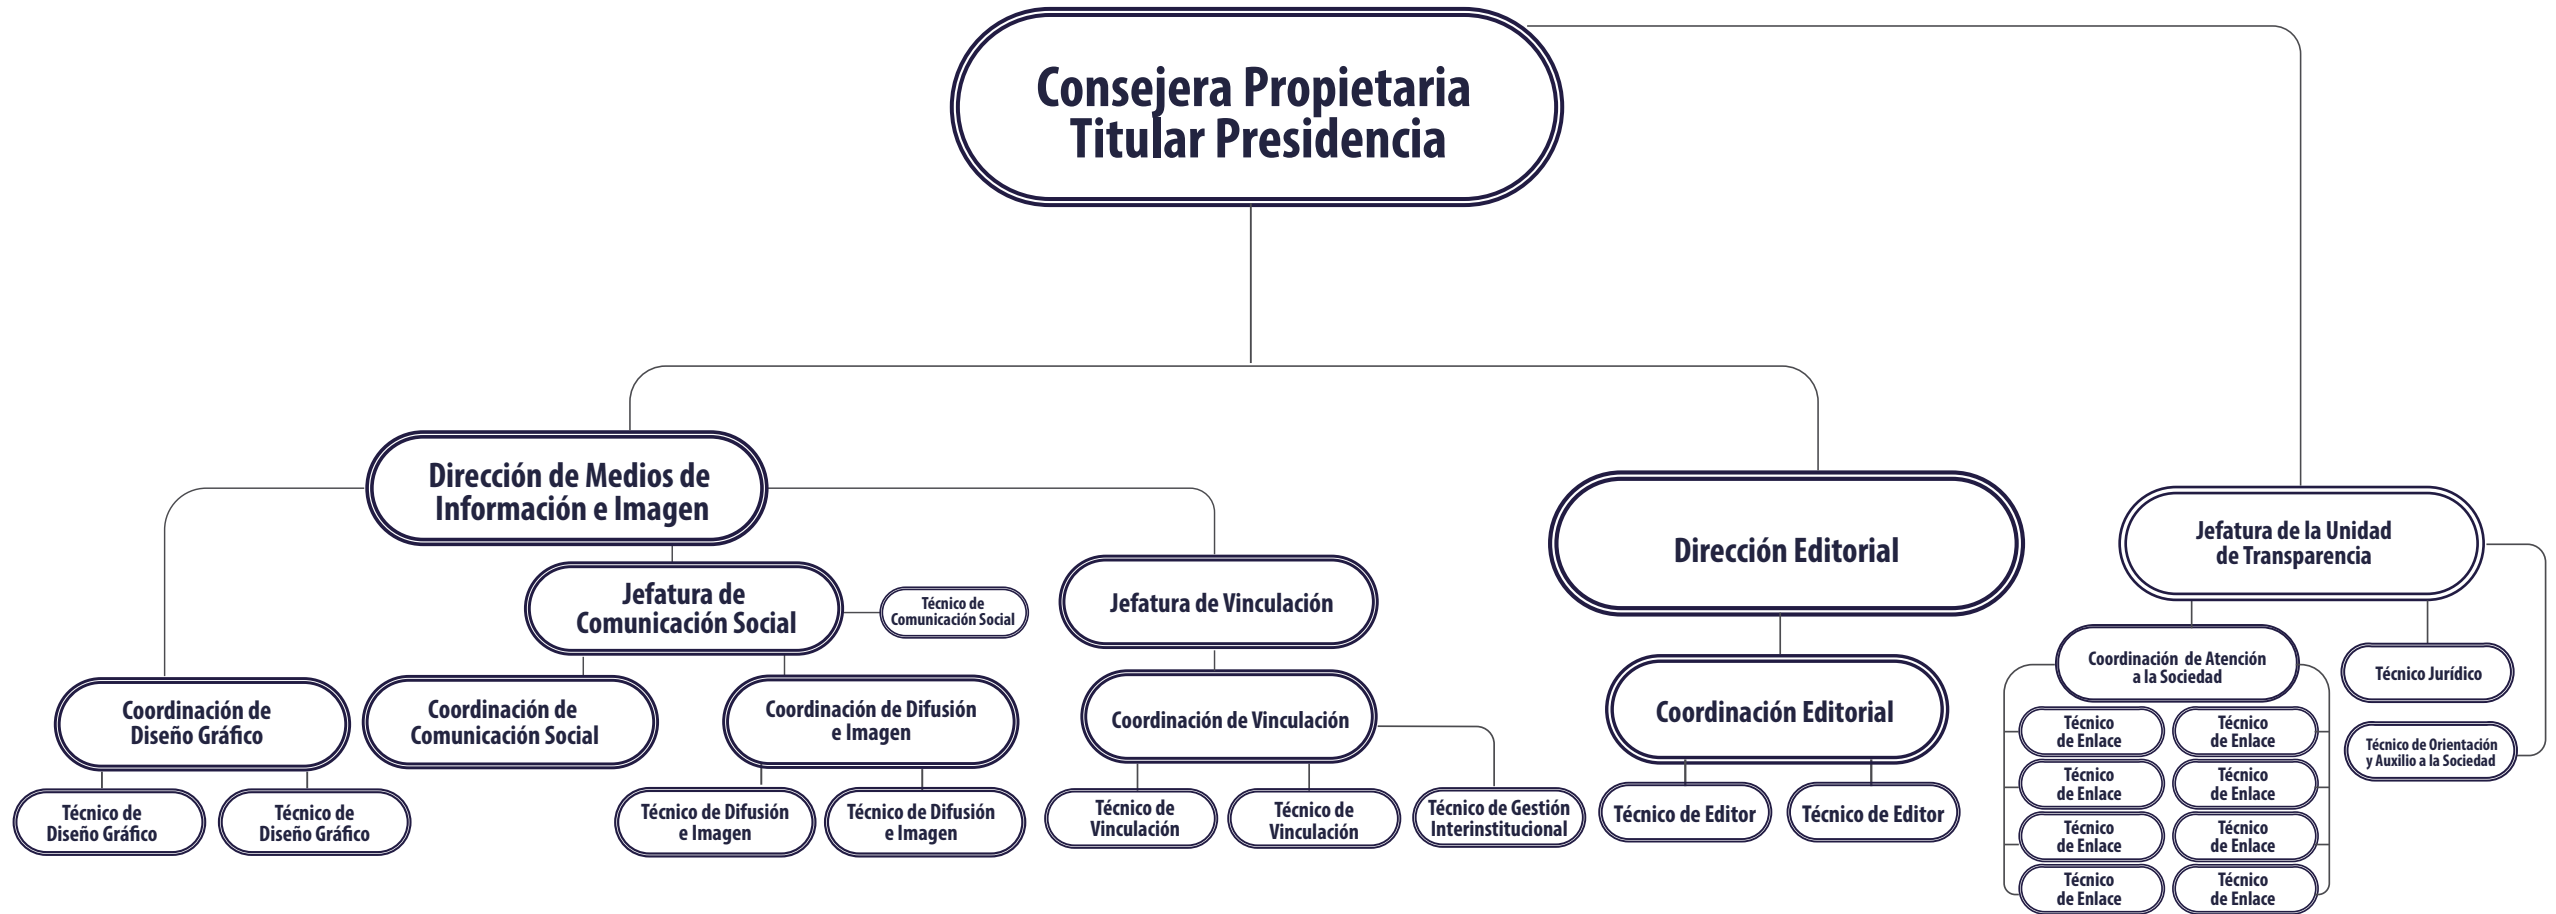 Consejera Propietaria
Titular Presidencia
Dirección de Medios de
Información e Imagen
Dirección Editorial
Jefatura de la Unidad
de Transparencia
Jefatura de
Comunicación Social
Técnico de
Comunicación Social
Jefatura de Vinculación
Coordinación de Atención
a la Sociedad
Técnico Jurídico
Coordinación de
Diseño Gráfico
Coordinación de
Comunicación Social
Coordinación de Difusión
e Imagen
Coordinación de Vinculación
Coordinación Editorial
Técnico
de Enlace
Técnico
de Enlace
Técnico de Orientación
y Auxilio a la Sociedad
Técnico
de Enlace
Técnico
de Enlace
Técnico de
Diseño Gráfico
Técnico de
Diseño Gráfico
Técnico de Difusión
e Imagen
Técnico de Difusión
e Imagen
Técnico de
Vinculación
Técnico de
Vinculación
Técnico de Gestión
Interinstitucional
Técnico de Editor
Técnico de Editor
Técnico
de Enlace
Técnico
de Enlace
Técnico
de Enlace
Técnico
de Enlace